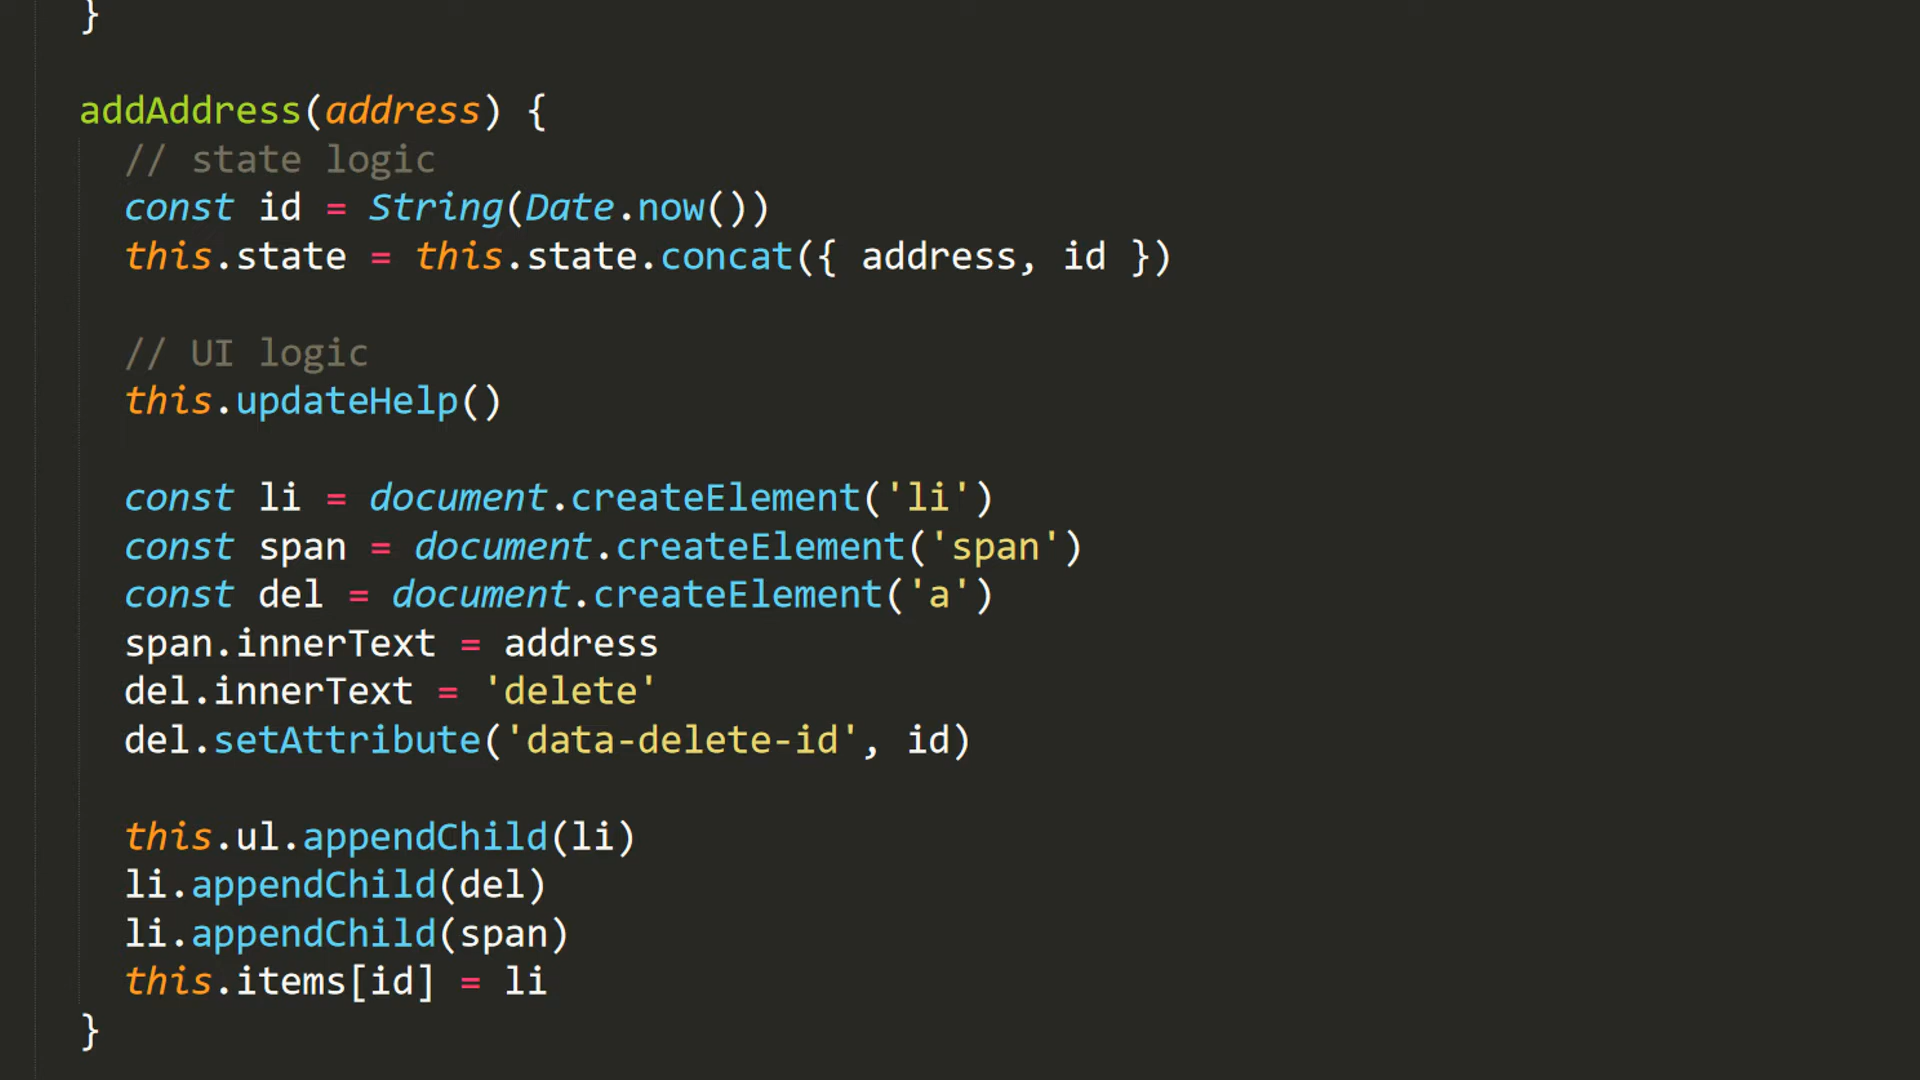 }
addAddress(address) {
// state logic
const id = String(Date.now())
this.state = this.state.concat({ address, id })
// UI logic
this.updateHelp()
const li = document.createElement('li')
const span = document.createElement('span')
const del = document.createElement('a')
span.innerText = address
del.innerText = 'delete'
del.setAttribute('data-delete-id', id)
this.ul.appendChild(li)
li.appendChild(del)
li.appendChild(span)
this.items[id] = li
}